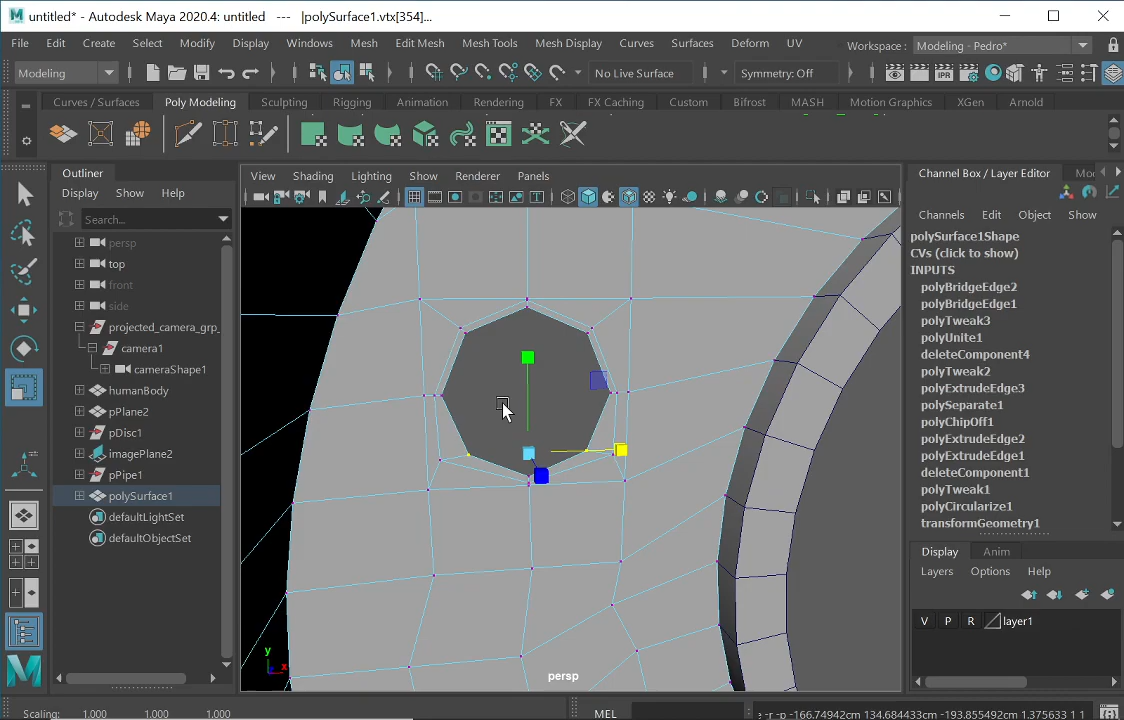 untitled* - Autodesk Maya 2020.4: untitled --- |polySurface1.vtx[354]...
File Edit Create Select Modify Display Windows Mesh Edit Mesh Mesh Tools Mesh Display Curves Surfaces Deform UV Workspace : Modeling - Pedro*
Modeling No Live Surface Symmetry: Off IPR
Curves / Surfaces Poly Modeling Sculpting Rigging Animation Rendering FX FX Caching Custom Bifrost MASH Motion Graphics XGen Arnold
Outliner
Display Show Help
Search...
persp
top
front
side
projected_camera_grp_
camera1
cameraShape1
humanBody
pPlane2
pDisc1
imagePlane2
pPipe1
polySurface1
defaultLightSet
defaultObjectSet
View Shading Lighting Show Renderer Panels
y
x
persp
Channel Box / Layer Editor
Channels Edit Object Show
polySurface1Shape
CVs (click to show)
INPUTS
polyBridgeEdge2
polyBridgeEdge1
polyTweak3
polyUnite1
deleteComponent4
polyTweak2
polyExtrudeEdge3
polySeparate1
polyChipOff1
polyExtrudeEdge2
polyExtrudeEdge1
deleteComponent1
polyTweak1
polyCircularize1
transformGeometry1
Display Anim
Layers Options Help
V P R layer1
Scaling: 1.000 1.000 1.000 MEL -r -p -166.74942cm 134.684433cm -193.855492cm 1.375633 1 1